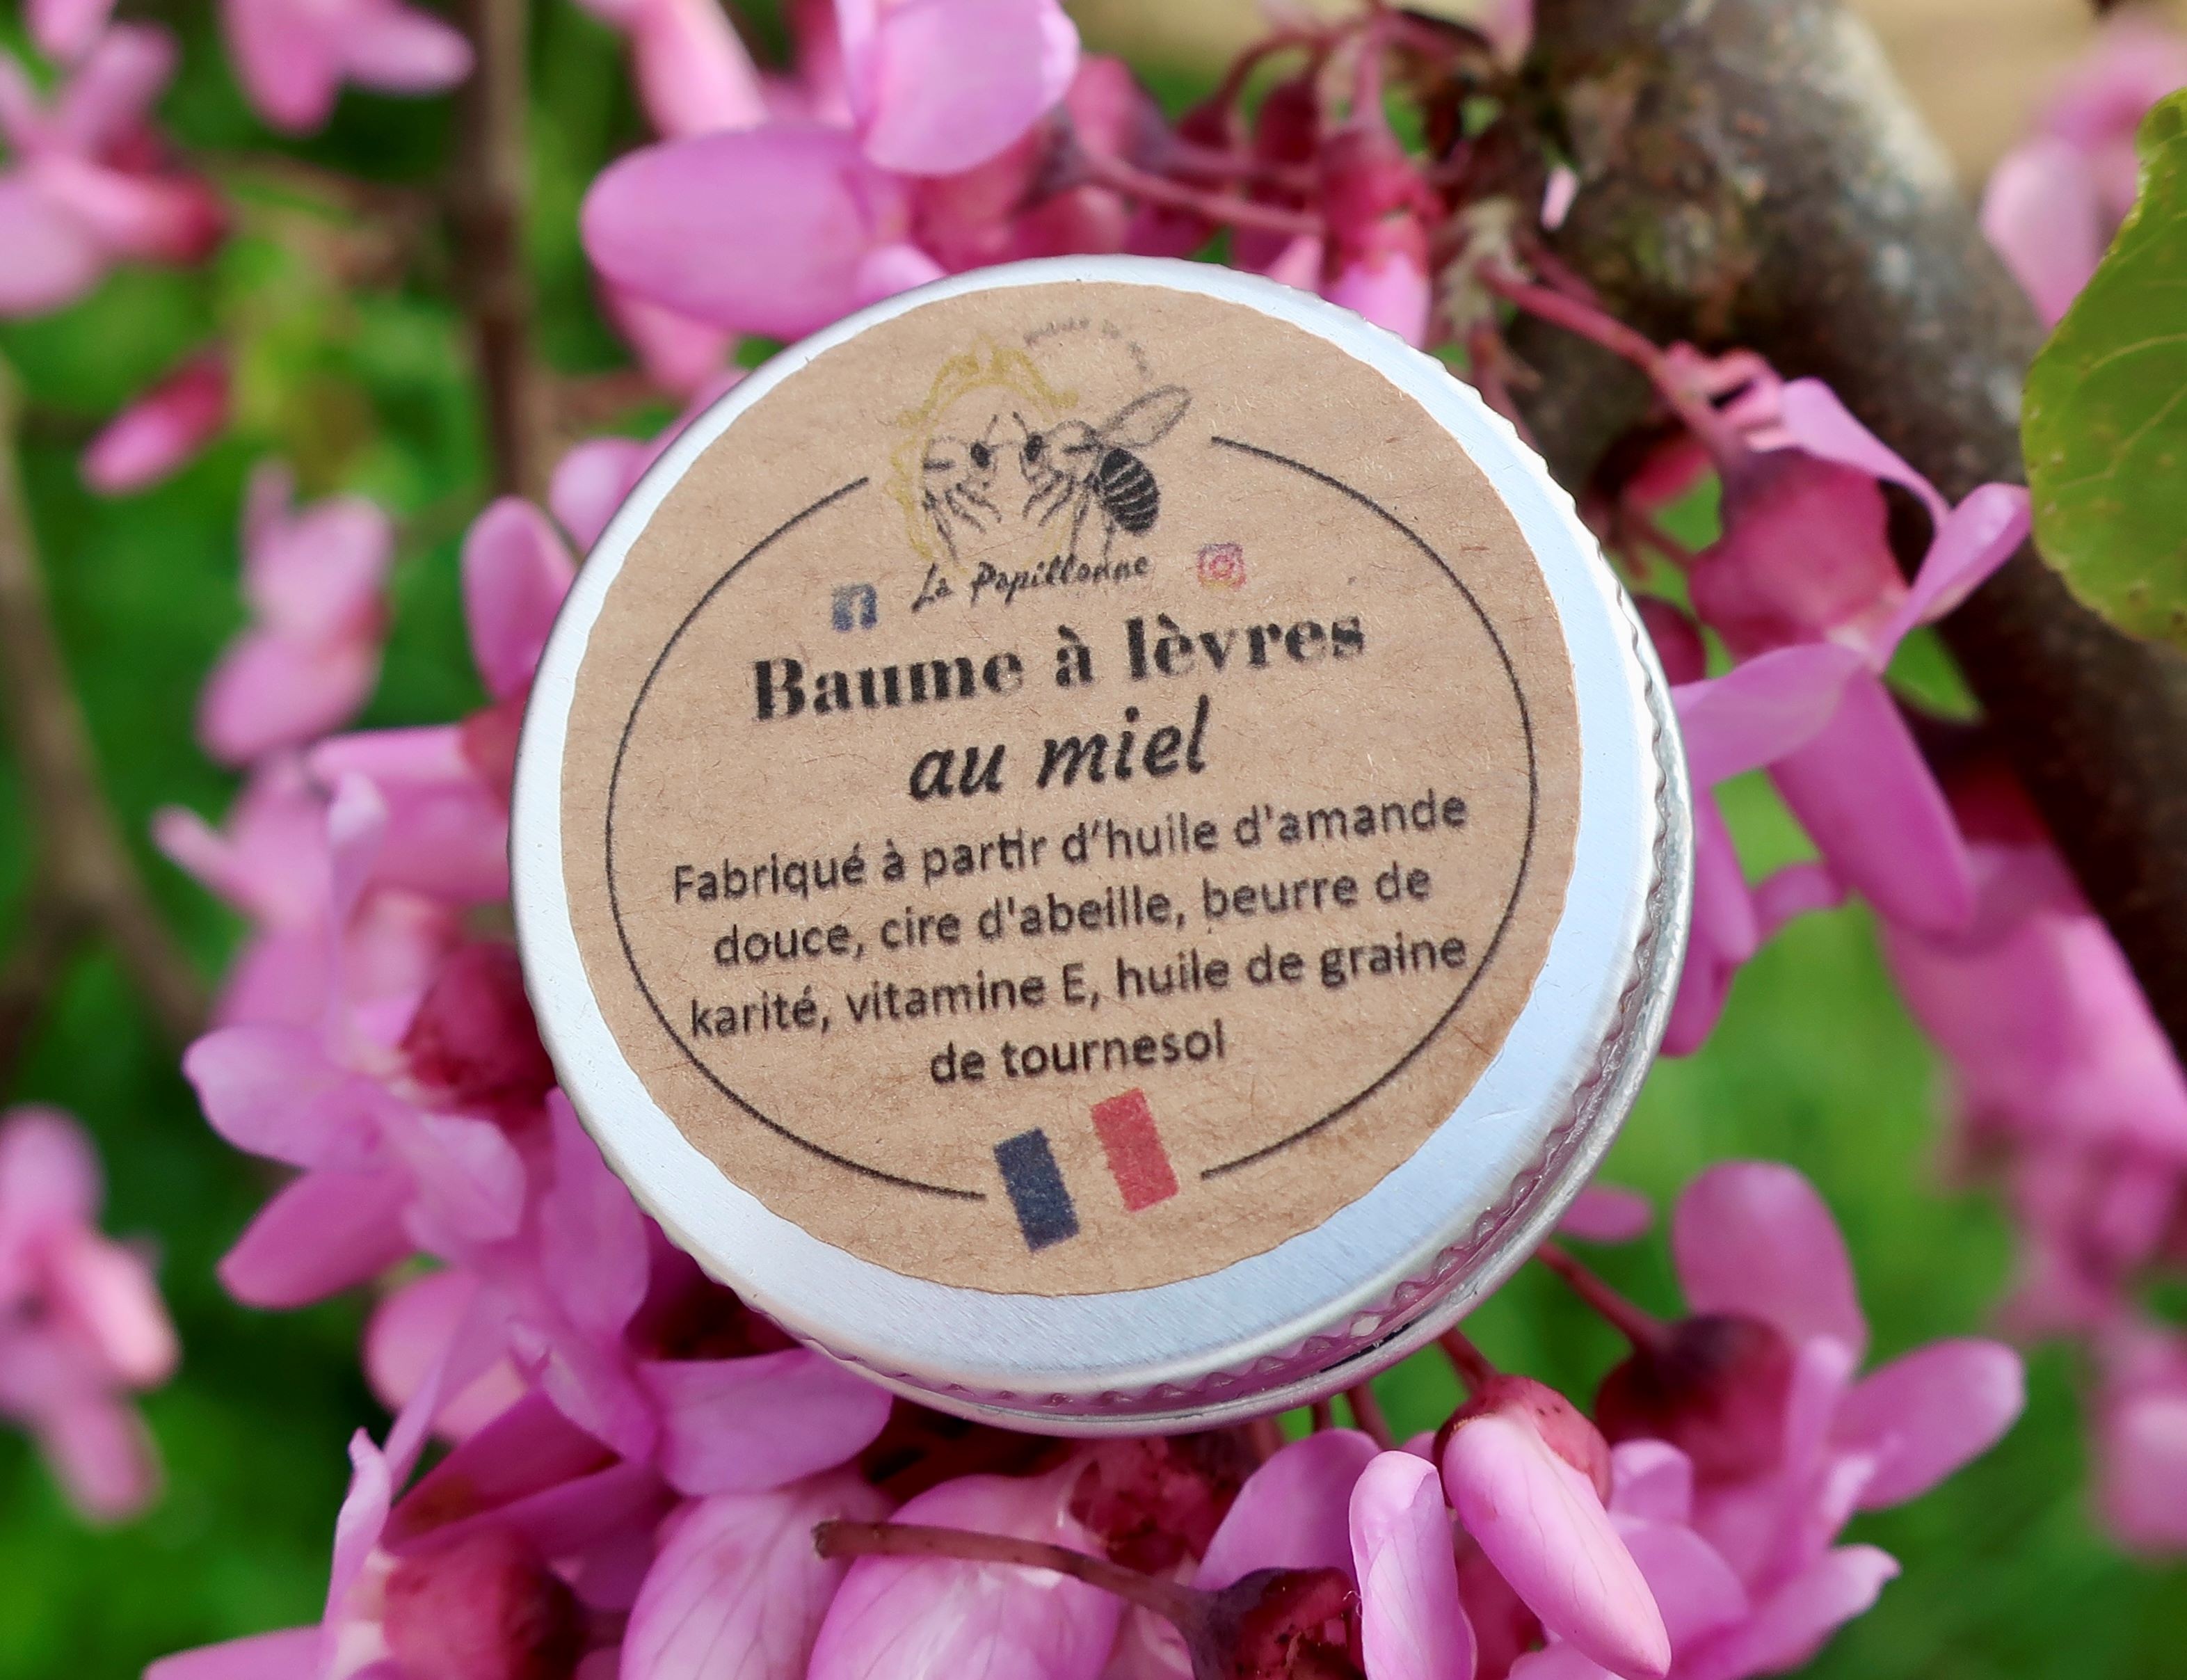 La Papillonne
Baume à lèvres
au miel
Fabriqué à partir d’huile d'amande
douce, cire d'abeille, beurre de
karité, vitamine E, huile de graine
de tournesol